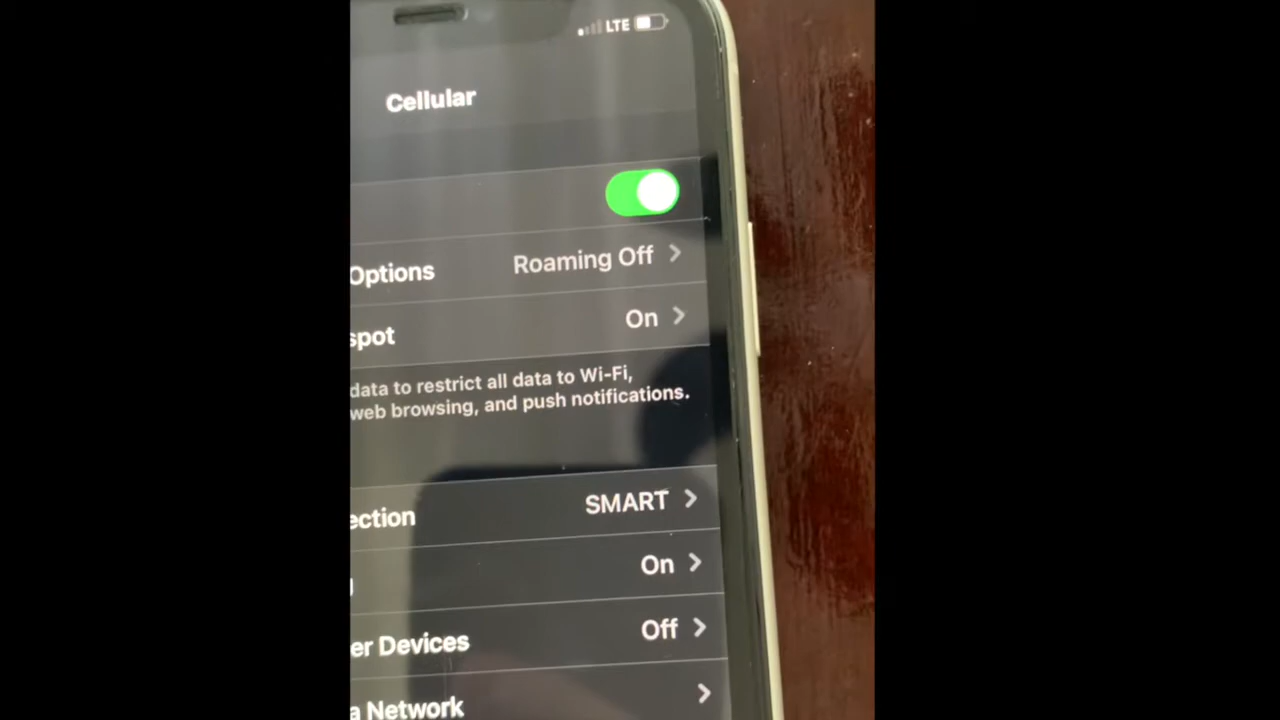 LTE
Cellular
Options Roaming Off
spot On
data to restrict all data to Wi-Fi,
web browsing, and push notifications.
ection SMART
On
er Devices Off
a Network